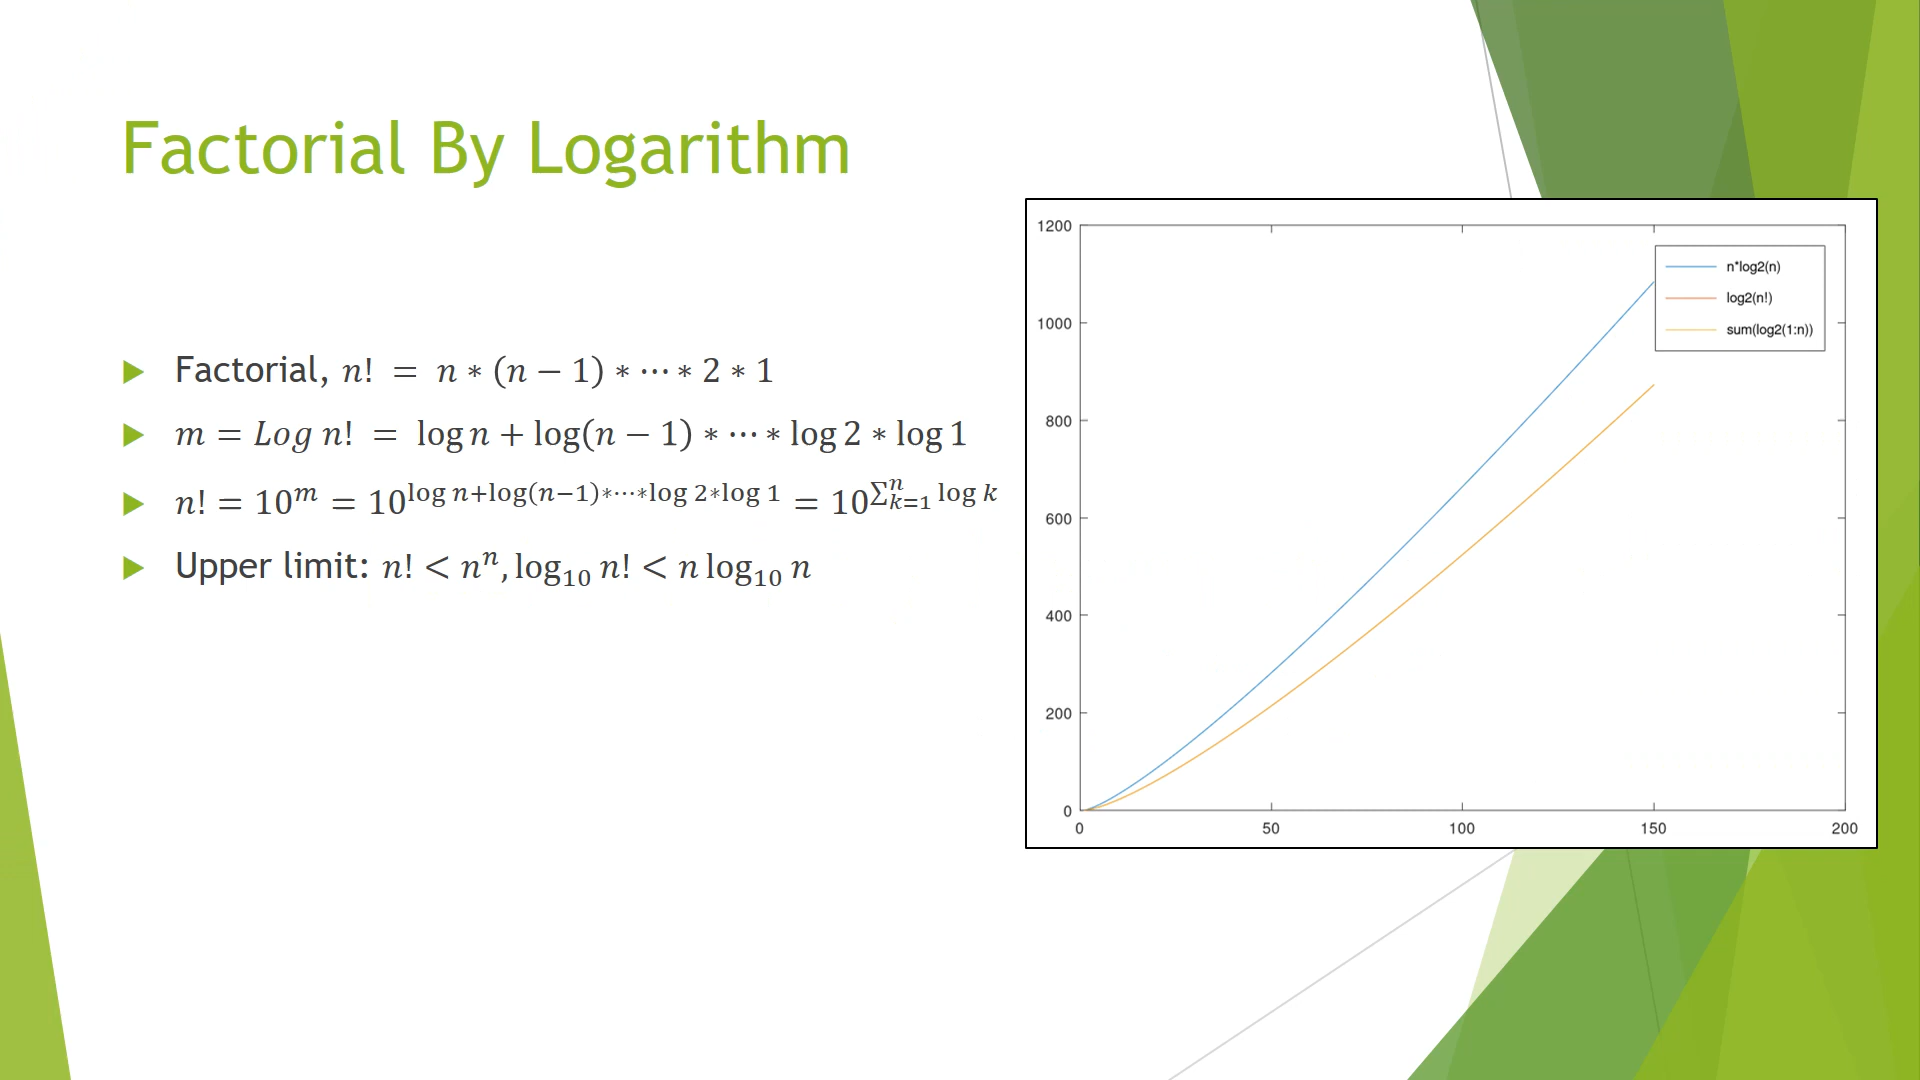 Factorial By Logarithm
Factorial, n! = n ∗ (n − 1) ∗ ⋯ ∗ 2 ∗ 1
m = Log n! = log n + log(n − 1) ∗ ⋯ ∗ log 2 ∗ log 1
n! = 10^m = 10^(log n+log(n−1)∗⋯∗log 2∗log 1) = 10^(∑_{k=1}^{n} log k)
Upper limit: n! < n^n, log_10 n! < n log_10 n
1200
1000
800
600
400
200
0
0 50 100 150 200
n*log2(n)
log2(n!)
sum(log2(1:n))